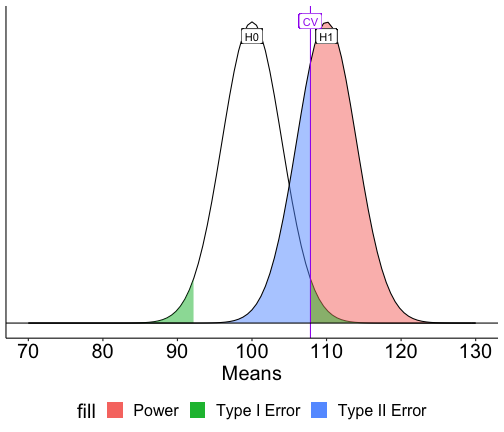 CV
H0 H1
70 80 90 100 110 120 130
Means
fill Power Type I Error Type II Error